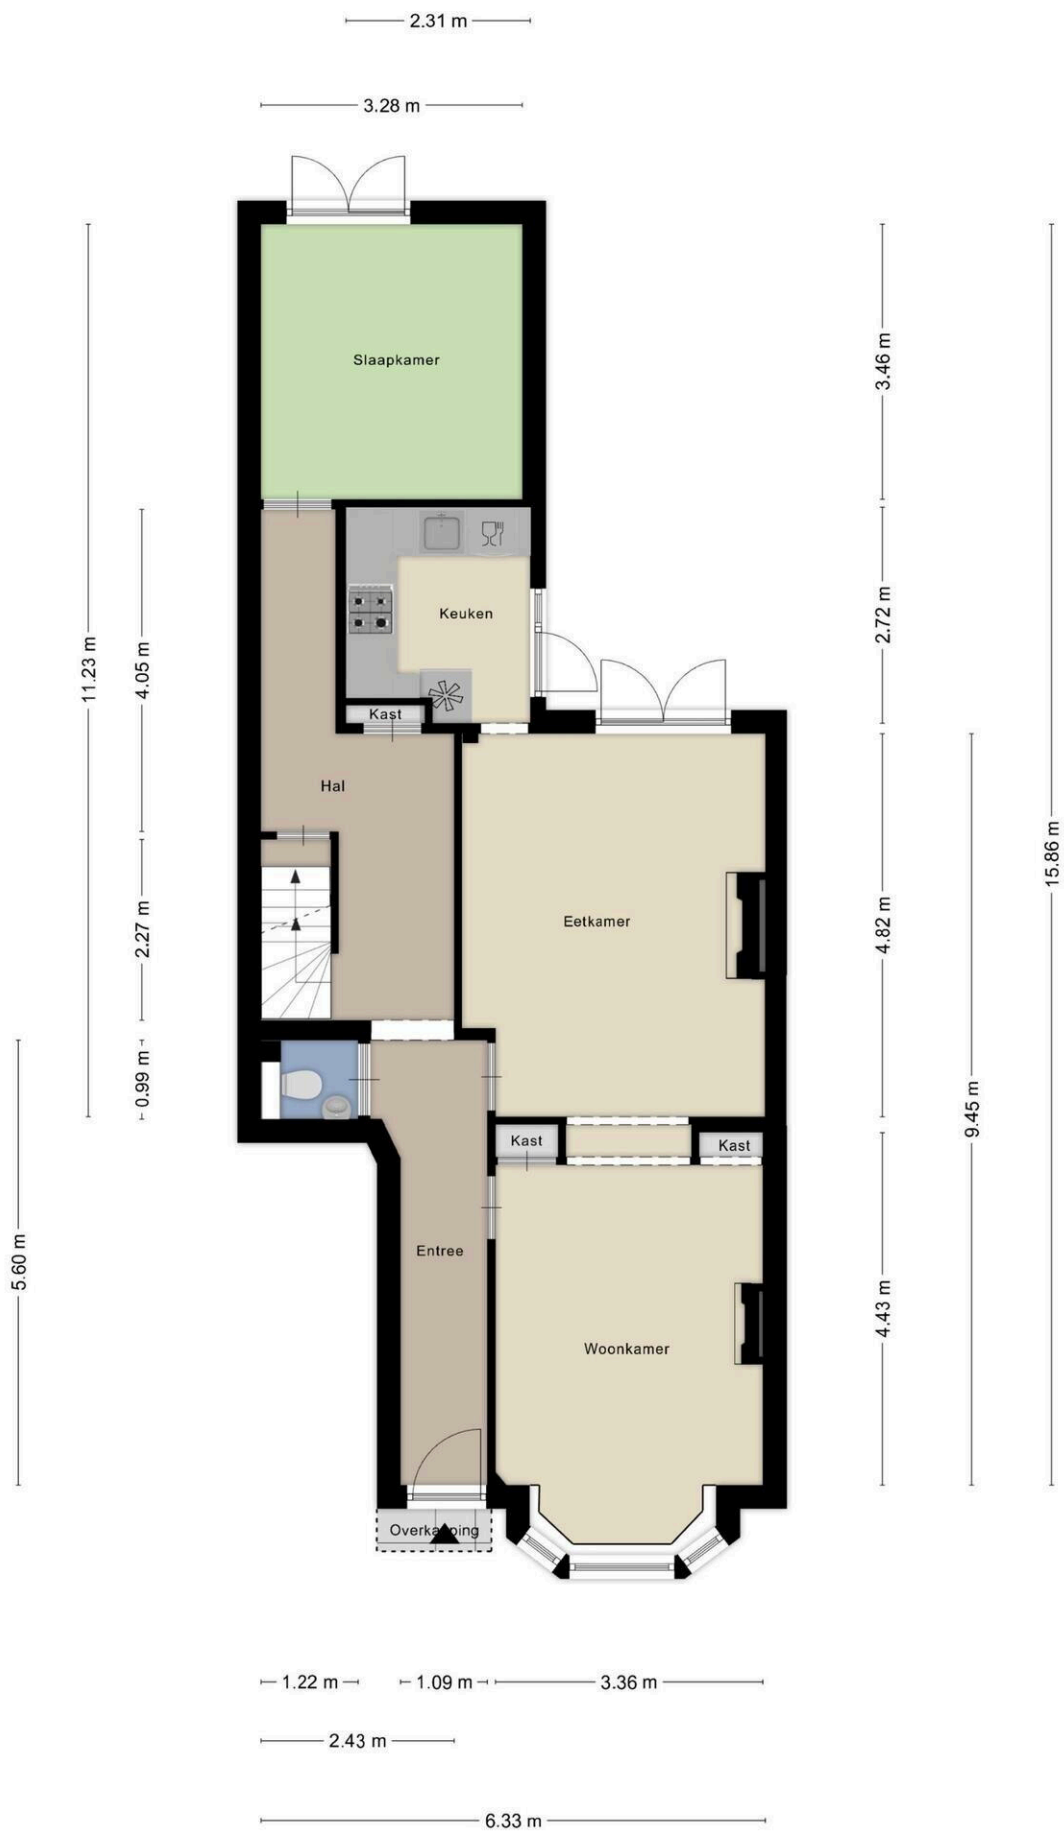 2.31 m
3.28 m
Slaapkamer
3.46 m
Keuken
2.72 m
11.23 m
4.05 m
Kast
Hal
15.86 m
Eetkamer
2.27 m
4.82 m
0.99 m
9.45 m
Kast
Kast
Entree
5.60 m
4.43 m
Woonkamer
Overkapping
1.22 m
1.09 m
3.36 m
2.43 m
6.33 m